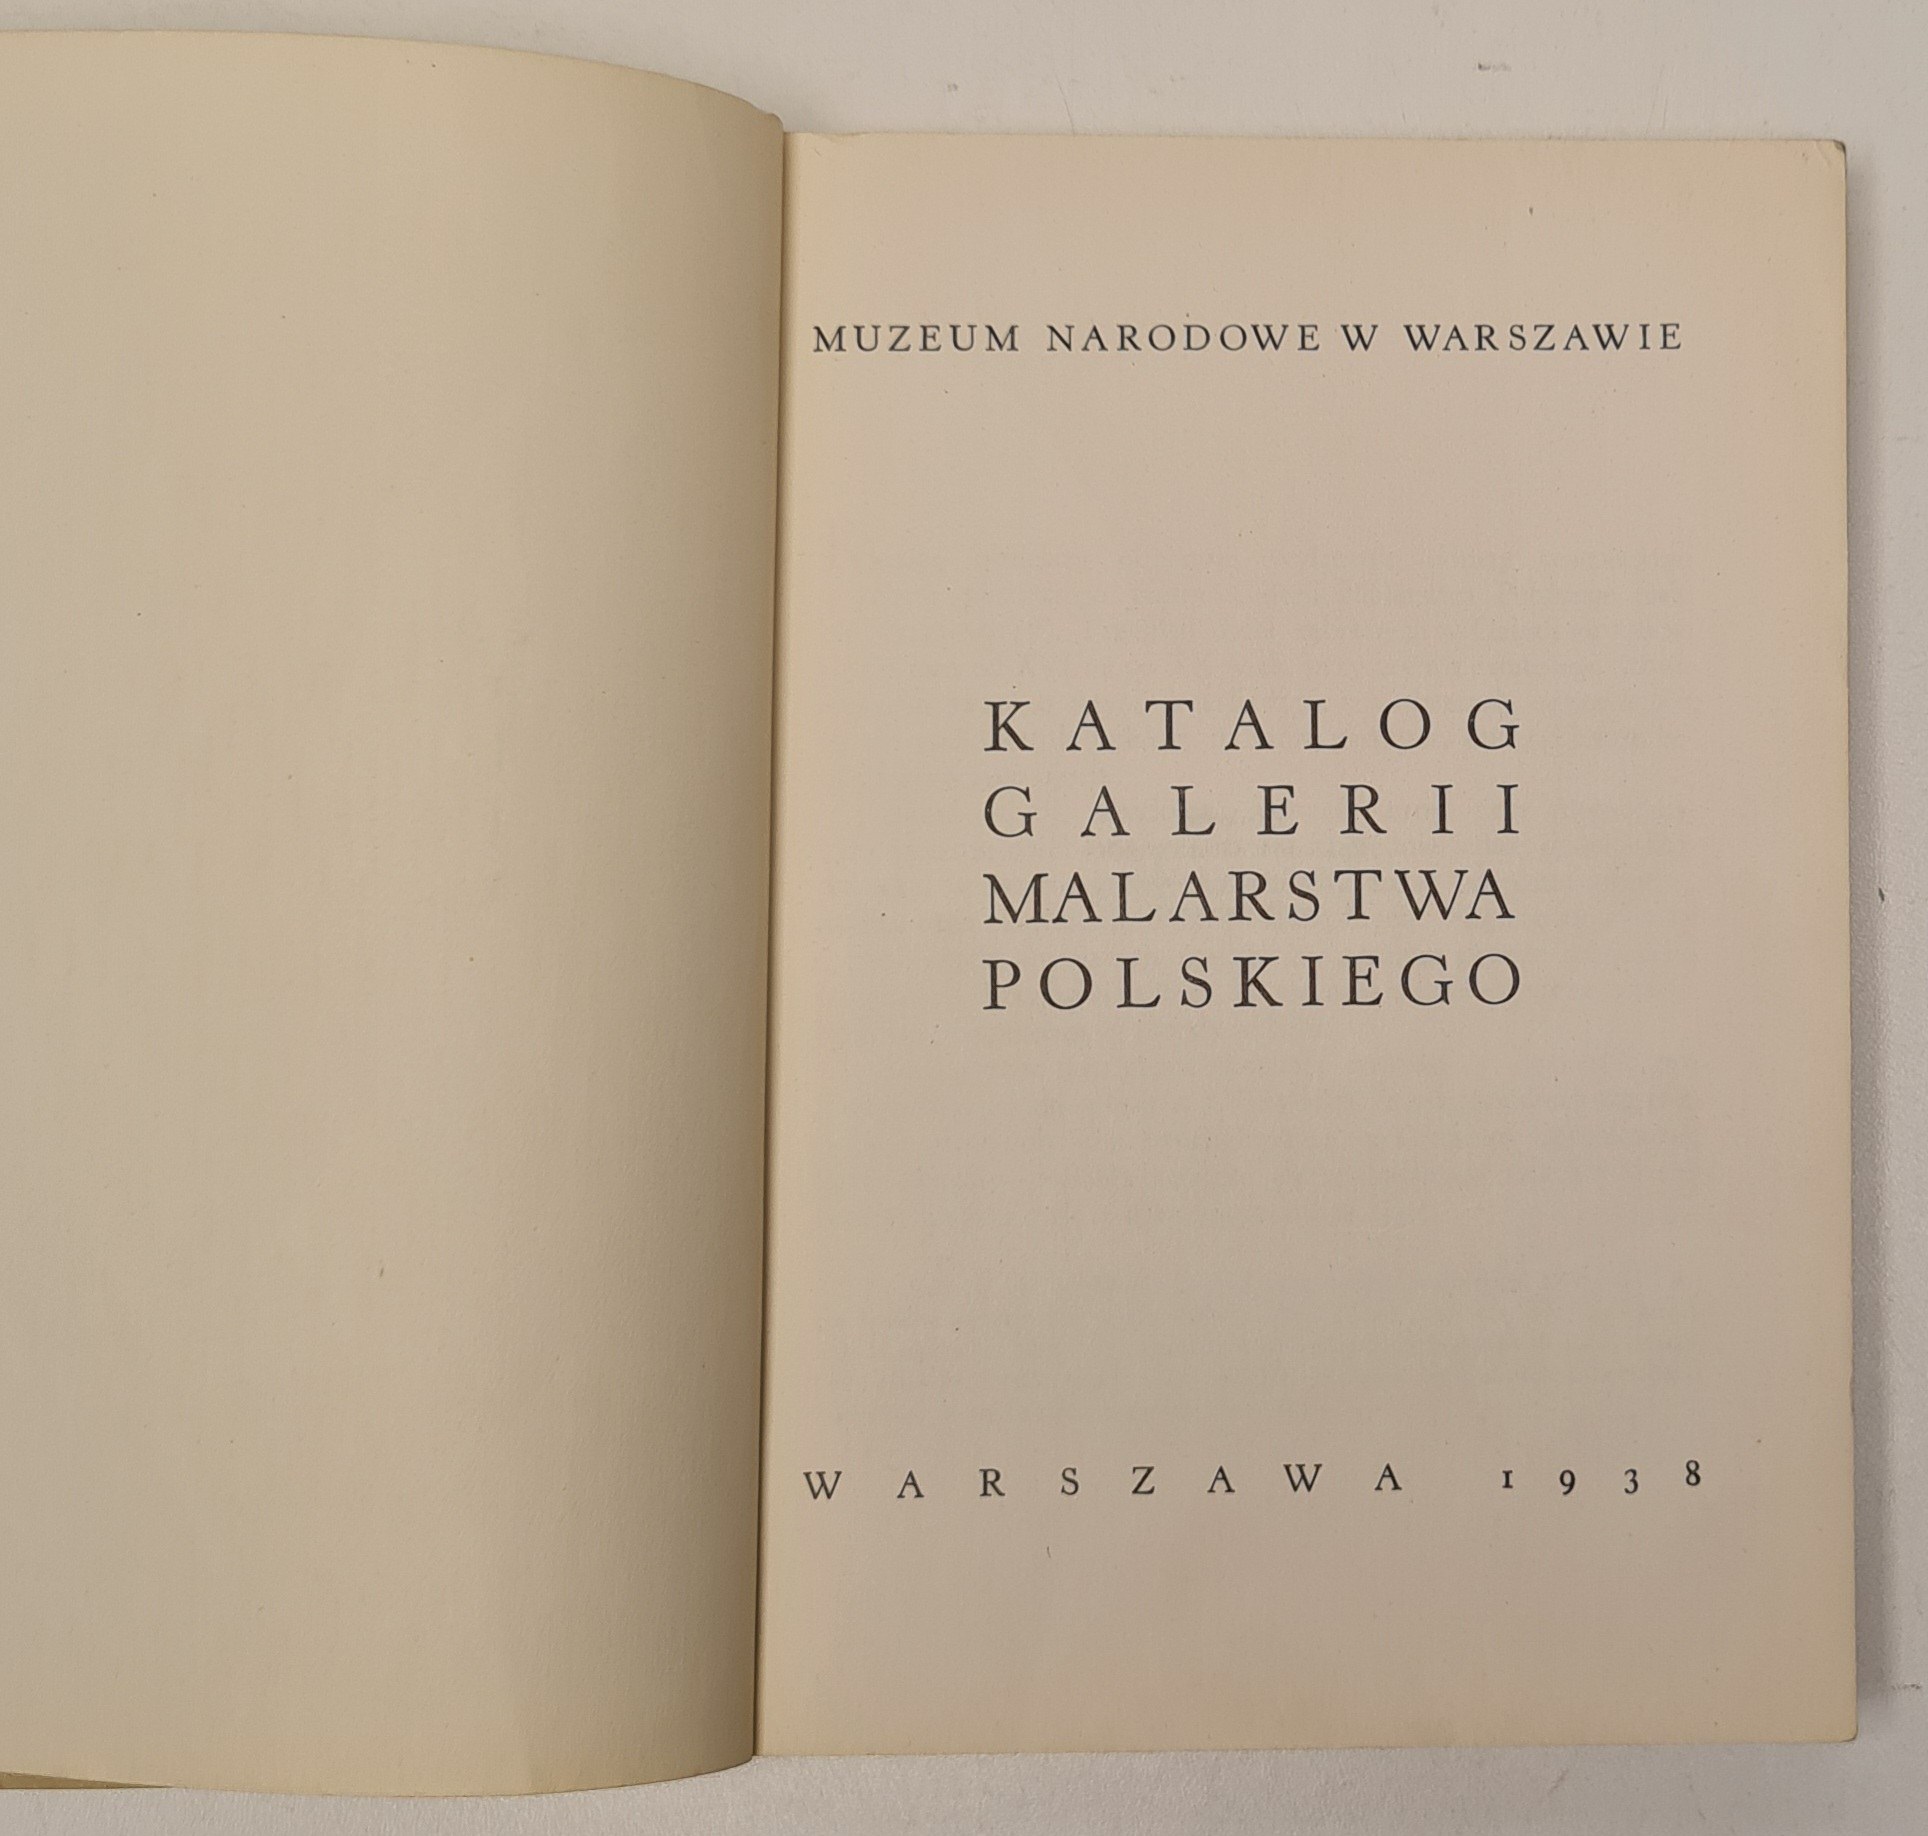 MUZEUM NARODOWE W WARSZAWIE
KATALOG
GALERII
MALARSTWA
POLSKIEGO
WARSZAWA 1938